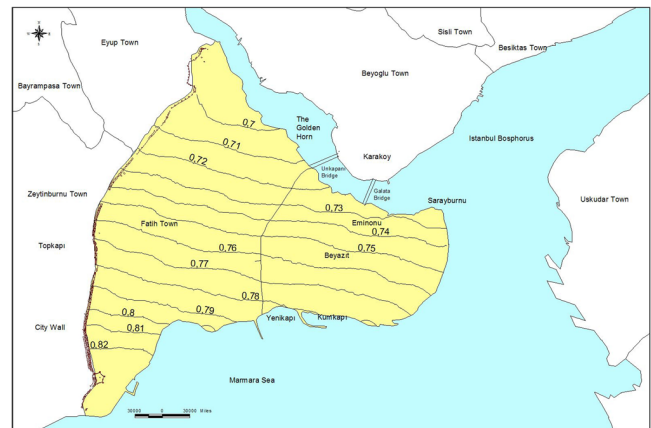 Sisli Town
Eyup Town
Besiktas Town
Beyoglu Town
Bayrampasa Town
The
Golden
Horn
0,7
Istanbul Bosphorus
0,71
Karakoy
0,72
Unkapani
Bridge
Zeytinburnu Town
Galata
Bridge
Sarayburnu
Uskudar Town
0,73
Fatih Town
Eminonu
0,74
Topkapı
0,76
0,75
Beyazıt
0,77
0,78
0,8
0,79
Yenikapı
Kumkapı
City Wall
0,81
0,82
Marmara Sea
30000 0 30000 Miles